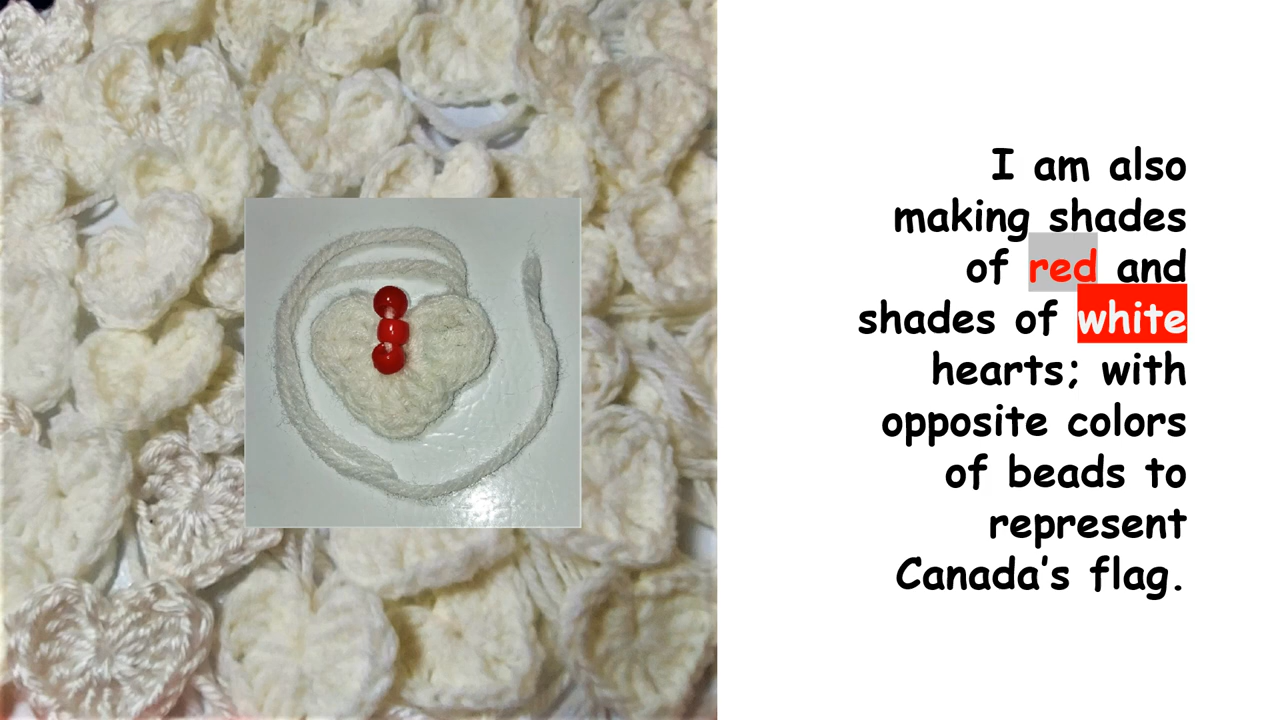 I am also
making shades
of red and
shades of white
hearts; with
opposite colors
of beads to
represent
Canada's flag.